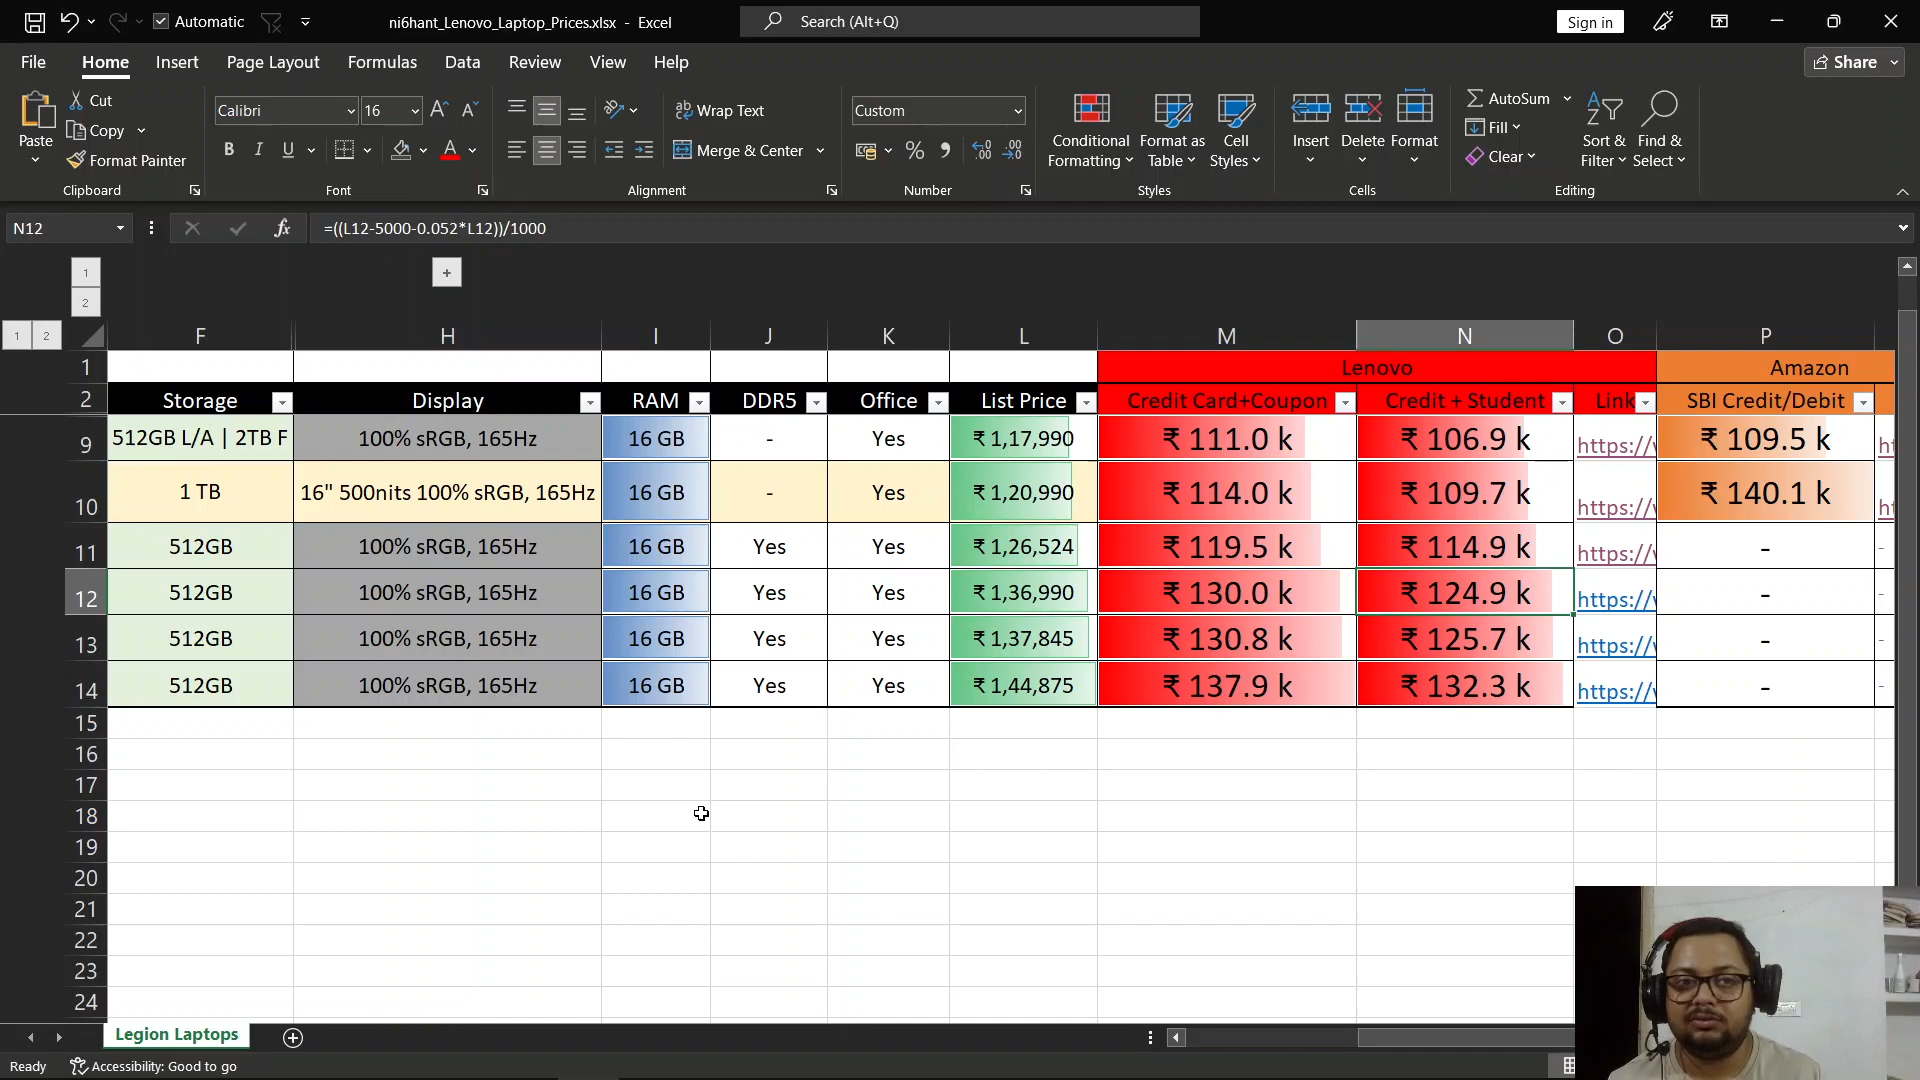 Automatic
ni6hant_Lenovo_Laptop_Prices.xlsx - Excel
Search (Alt+Q)
Sign in
File Home Insert Page Layout Formulas Data Review View Help
Share
Paste
Cut
Copy
Format Painter
Clipboard
Calibri 16
B I U A
Font
Wrap Text
Merge & Center
Alignment
Custom
% ,
Number
Conditional Formatting
Format as Table
Cell Styles
Styles
Insert Delete Format
Cells
AutoSum
Fill
Clear
Sort & Filter
Find & Select
Editing
N12 fx =((L12-5000-0.052*L12))/1000
1
2
+
1 2 F H I J K L M N O P
1 Lenovo Amazon
2 Storage Display RAM DDR5 Office List Price Credit Card+Coupon Credit + Student Link SBI Credit/Debit
9 512GB L/A | 2TB F 100% sRGB, 165Hz 16 GB - Yes ₹ 1,17,990 ₹ 111.0 k ₹ 106.9 k https:// ₹ 109.5 k
10 1 TB 16" 500nits 100% sRGB, 165Hz 16 GB - Yes ₹ 1,20,990 ₹ 114.0 k ₹ 109.7 k https:// ₹ 140.1 k
11 512GB 100% sRGB, 165Hz 16 GB Yes Yes ₹ 1,26,524 ₹ 119.5 k ₹ 114.9 k https:// - -
12 512GB 100% sRGB, 165Hz 16 GB Yes Yes ₹ 1,36,990 ₹ 130.0 k ₹ 124.9 k https:// - -
13 512GB 100% sRGB, 165Hz 16 GB Yes Yes ₹ 1,37,845 ₹ 130.8 k ₹ 125.7 k https:// - -
14 512GB 100% sRGB, 165Hz 16 GB Yes Yes ₹ 1,44,875 ₹ 137.9 k ₹ 132.3 k https:// - -
15
16
17
18
19
20
21
22
23
24
Legion Laptops
Ready Accessibility: Good to go